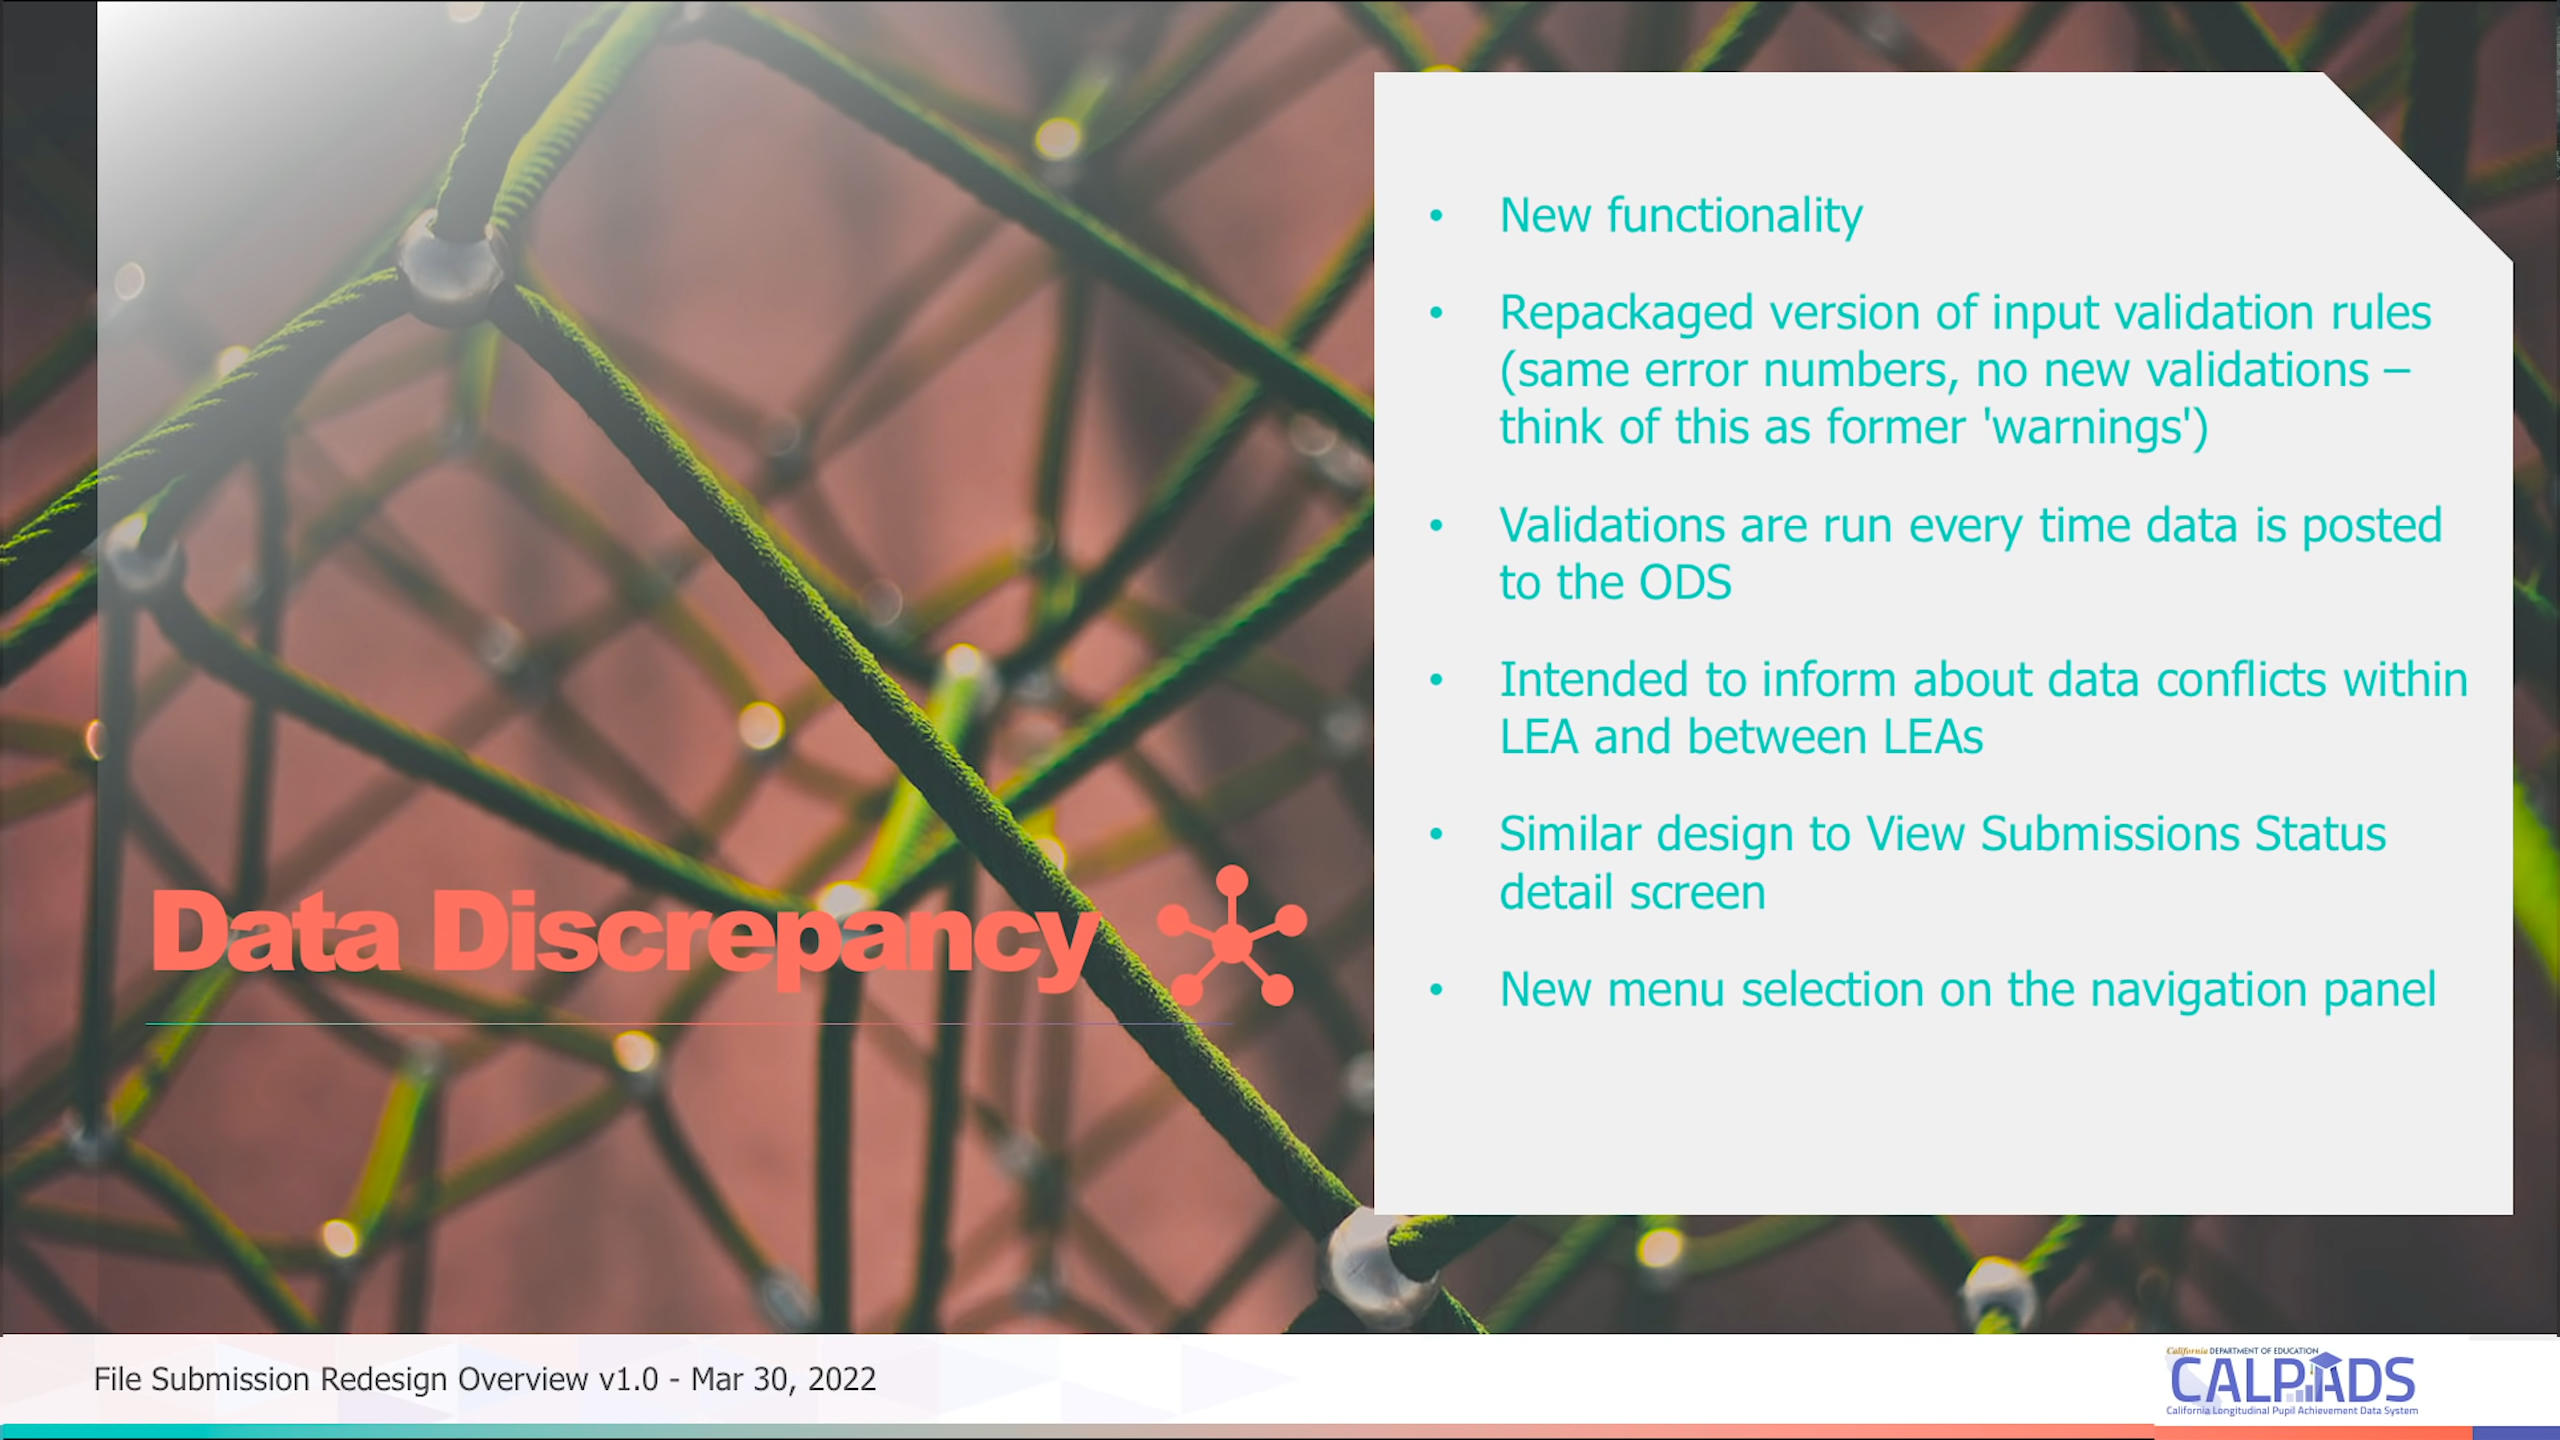 • New functionality
• Repackaged version of input validation rules
(same error numbers, no new validations –
think of this as former 'warnings')
• Validations are run every time data is posted
to the ODS
• Intended to inform about data conflicts within
LEA and between LEAs
• Similar design to View Submissions Status
detail screen
• New menu selection on the navigation panel
Data Discrepancy
File Submission Redesign Overview v1.0 - Mar 30, 2022
California DEPARTMENT OF EDUCATION
CALPADS
California Longitudinal Pupil Achievement Data System